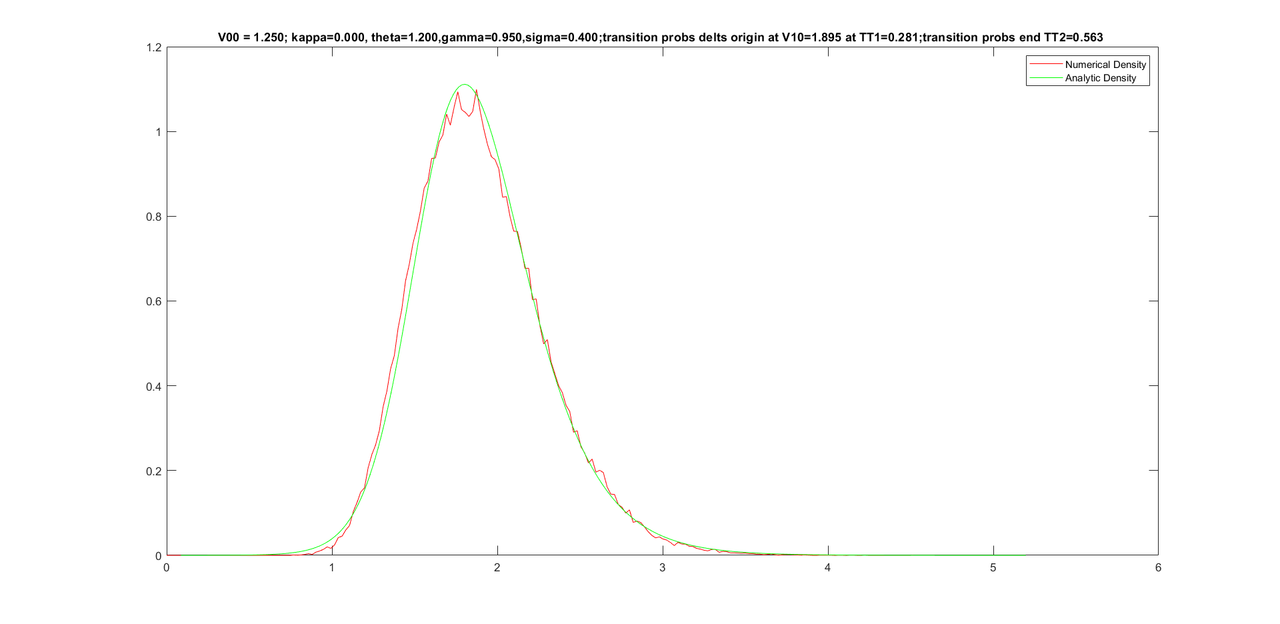 V00 = 1.250; kappa=0.000, theta=1.200,gamma=0.950,sigma=0.400;transition probs delts origin at V10=1.895 at TT1=0.281;transition probs end TT2=0.563
Numerical Density
Analytic Density
1.2
1
0.8
0.6
0.4
0.2
0
0 1 2 3 4 5 6